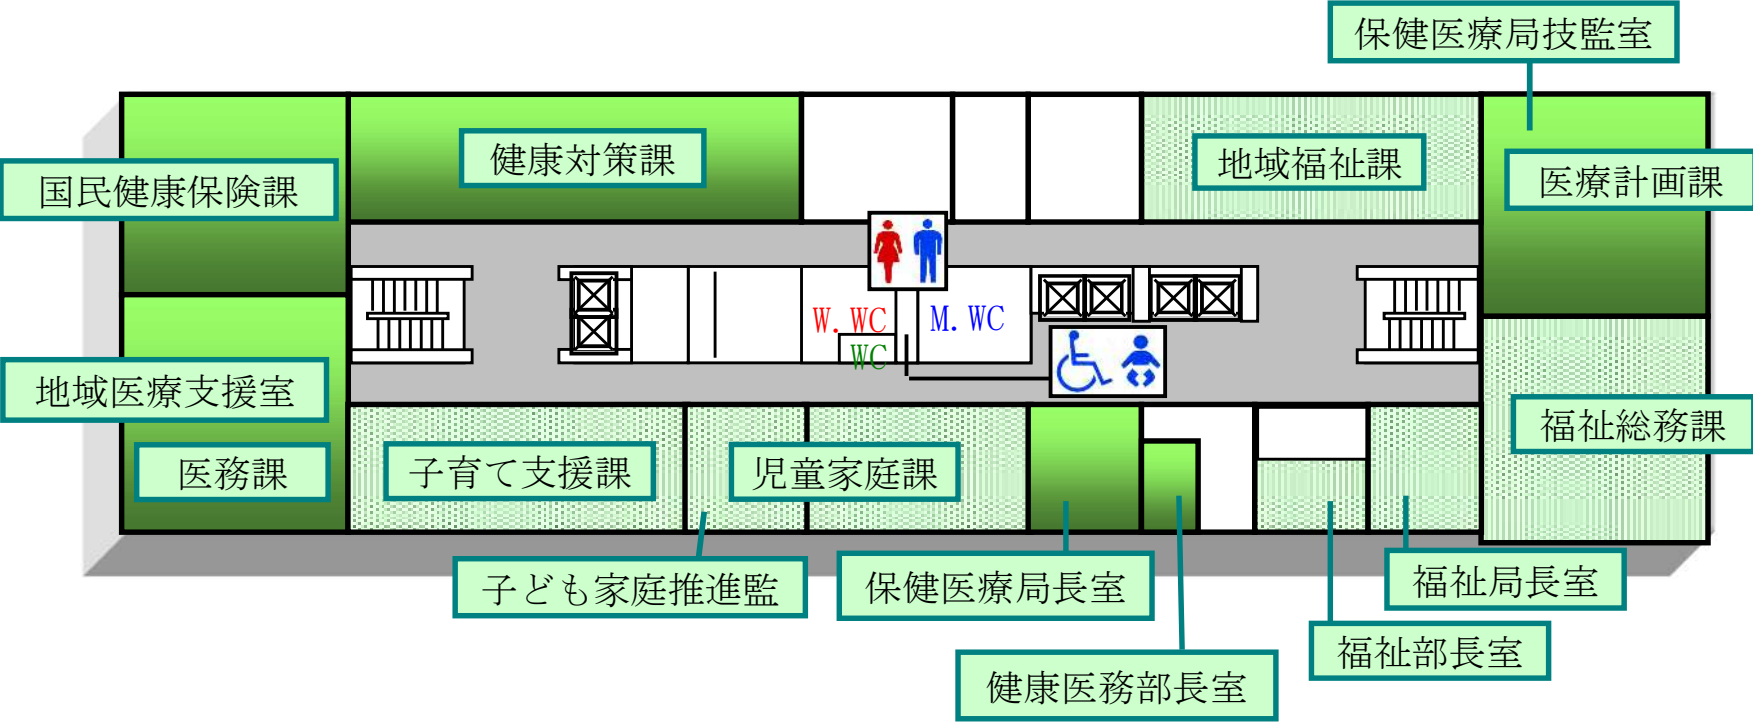 保健医療局技監室
健康対策課
地域福祉課
医療計画課
国民健康保険課
W.WC
M.WC
WC
地域医療支援室
福祉総務課
医務課
子育て支援課
児童家庭課
子ども家庭推進監
保健医療局長室
福祉局長室
福祉部長室
健康医務部長室